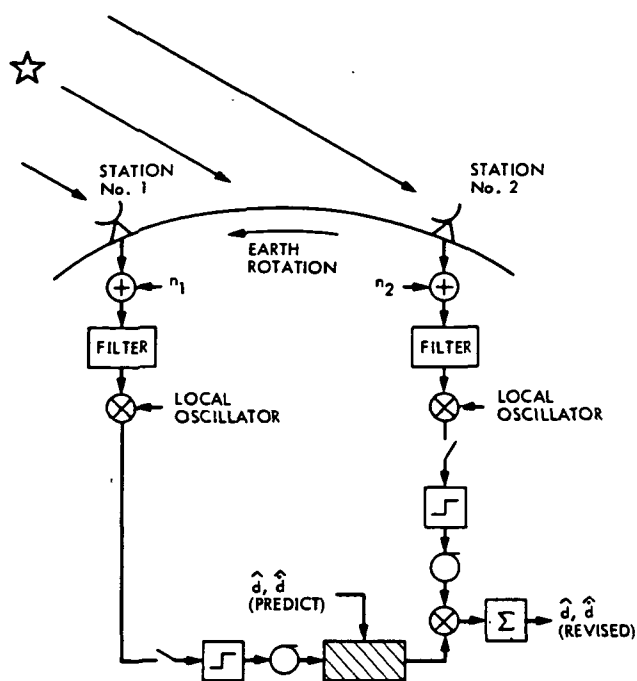 STATION
No. 1
STATION
No. 2
EARTH
ROTATION
n₁
n₂
+
+
FILTER
FILTER
LOCAL
OSCILLATOR
LOCAL
OSCILLATOR
d̂, d̂̇
(PREDICT)
Σ
d̂, d̂̇
(REVISED)